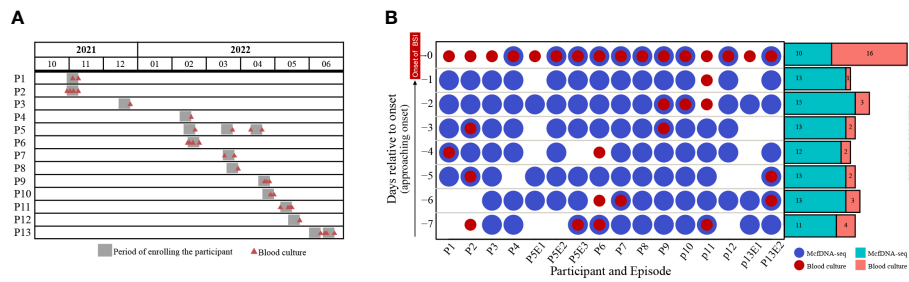 A
2021 2022
10 11 12 01 02 03 04 05 06
P1
P2
P3
P4
P5
P6
P7
P8
P9
P10
P11
P12
P13
Period of enrolling the participant Blood culture
B
Onset of BSI
Days relative to onset
(approaching onset)
−0 10 16
−1 13 1
−2 15 3
−3 13 2
−4 12 2
−5 13 2
−6 13 3
−7 11 4
P1 P2 P3 P4 P5E1 P5E2 P5E3 P6 P7 P8 P9 p10 p11 p12 p13E1 P13E2
Participant and Episode
McfDNA-seq McfDNA-seq
Blood culture Blood culture